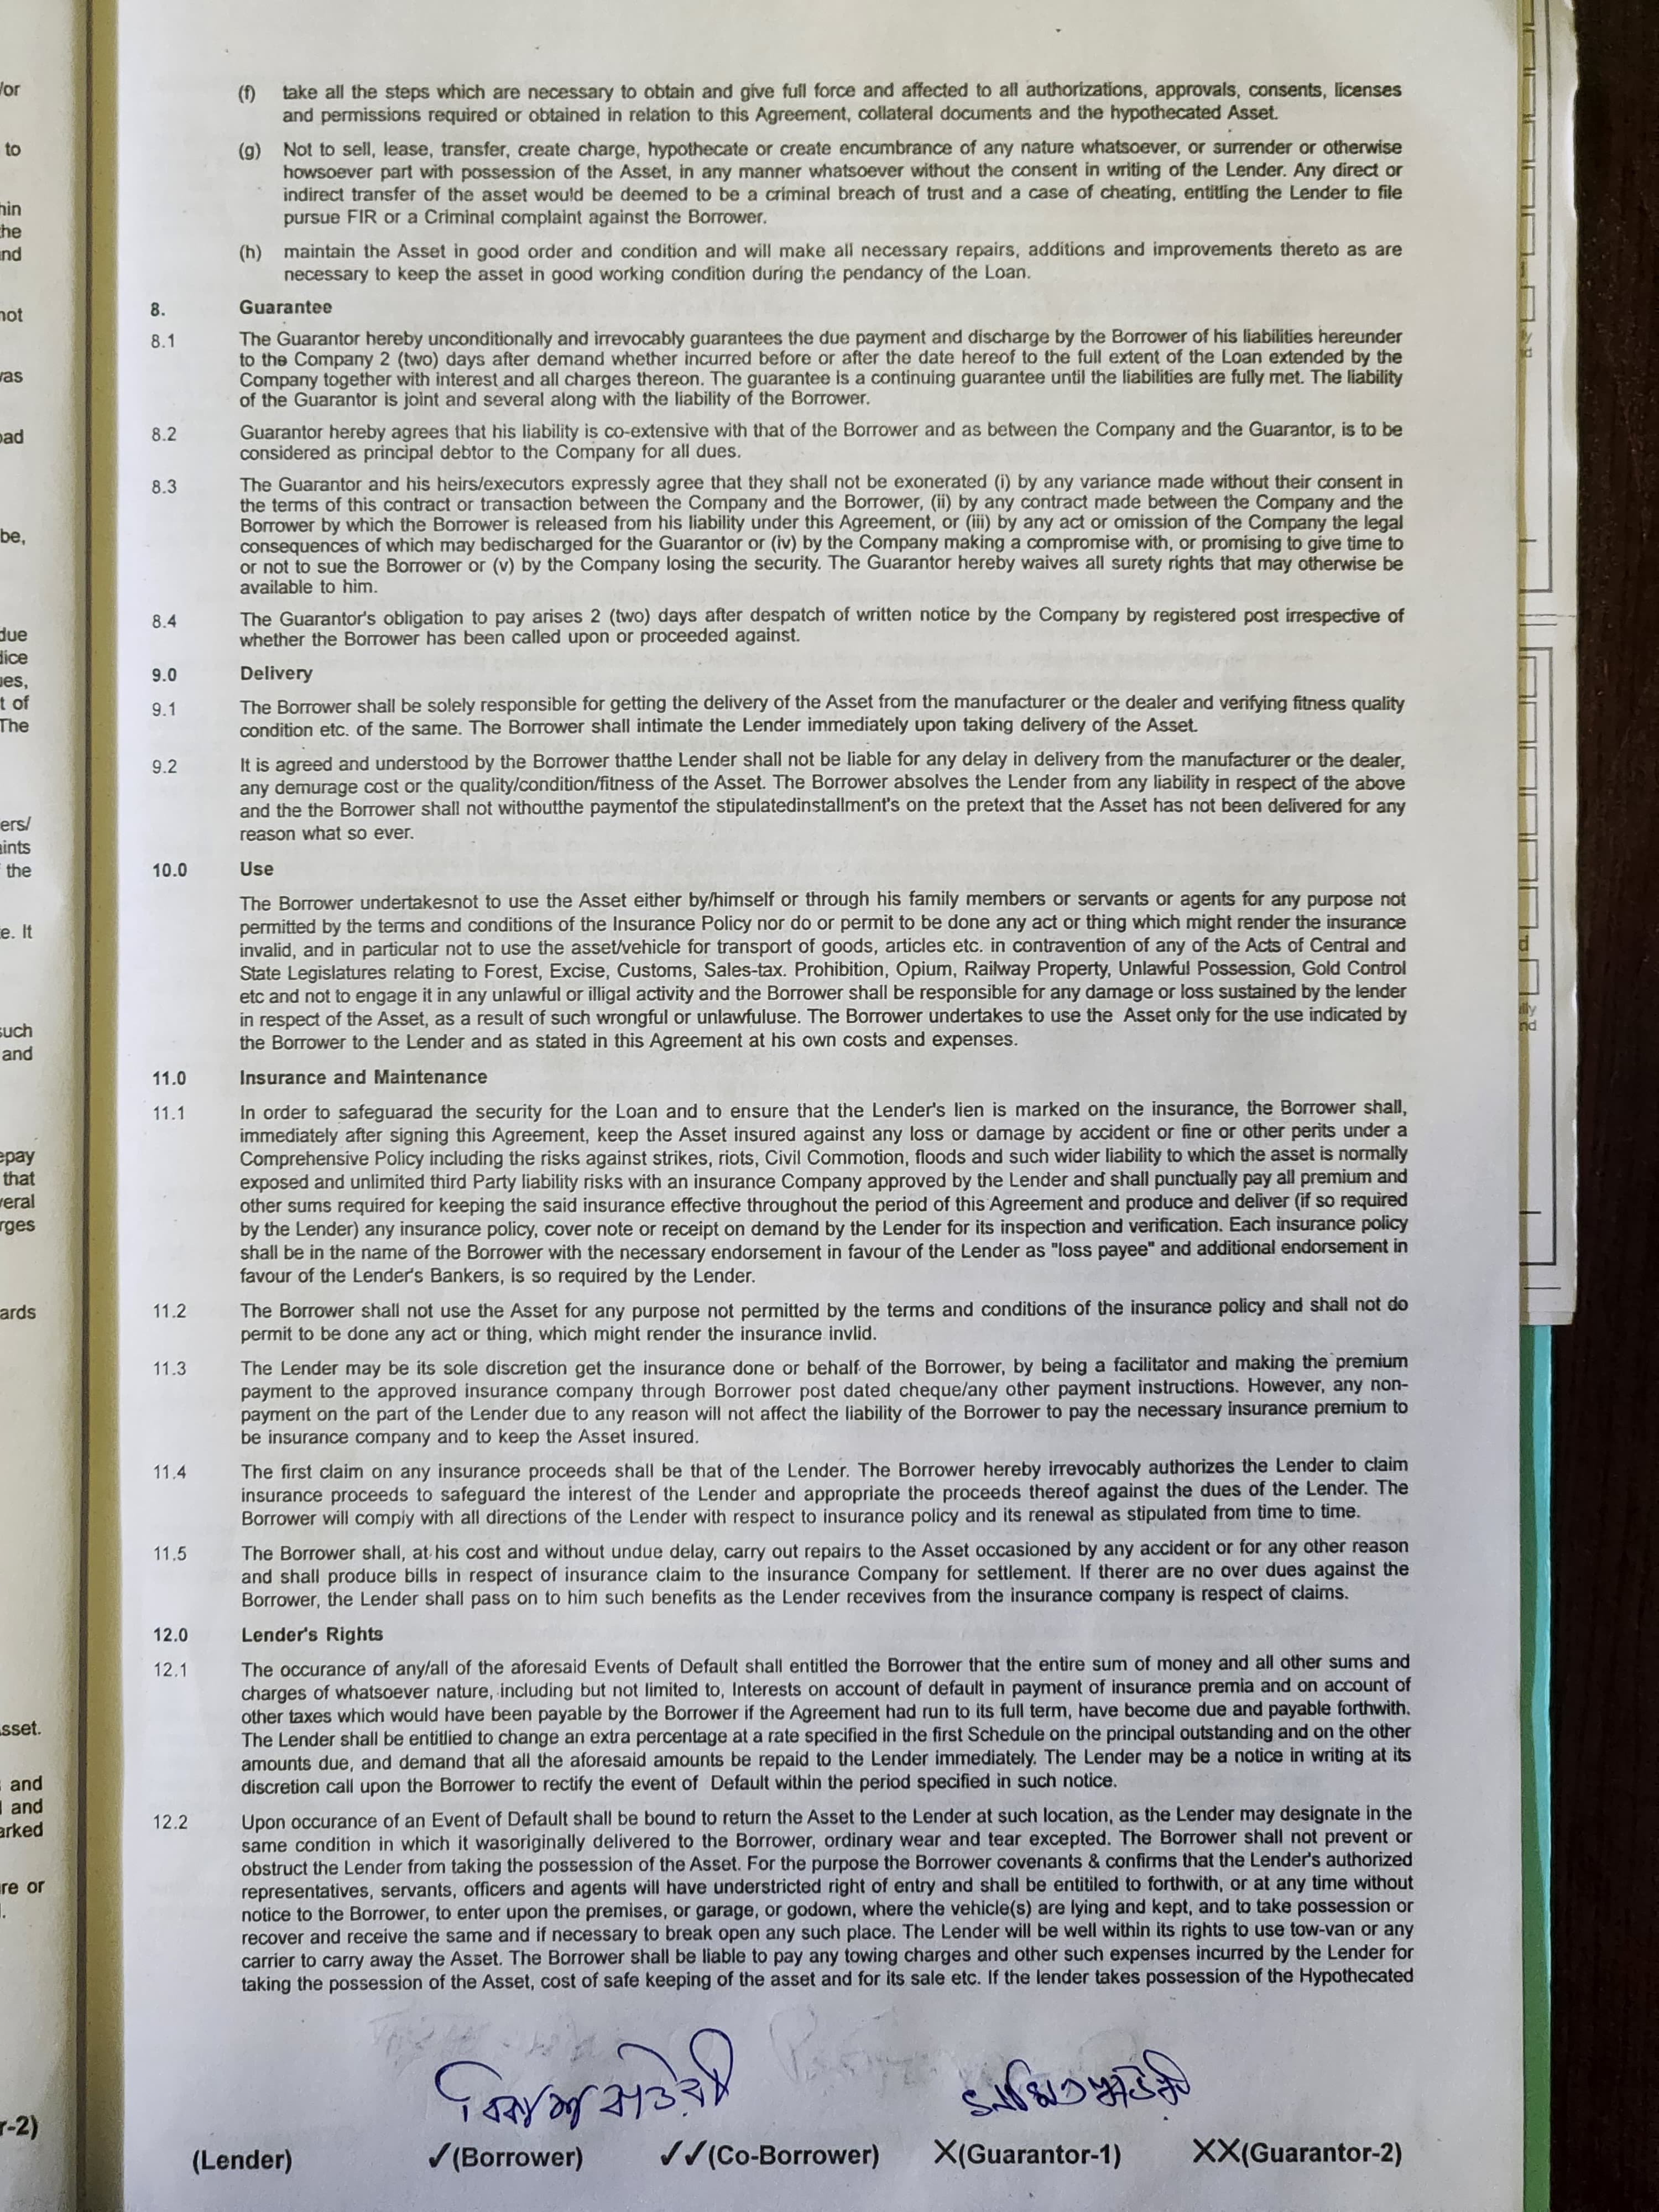 /or
to
hin
the
nd
not
was
oad
be,
due
dice
ues,
t of
The
ers/
aints
the
e. It
such
and
epay
that
veral
rges
ards
sset.
and
and
arked
re or
r-2)
(f) take all the steps which are necessary to obtain and give full force and affected to all authorizations, approvals, consents, licenses
and permissions required or obtained in relation to this Agreement, collateral documents and the hypothecated Asset.
(g) Not to sell, lease, transfer, create charge, hypothecate or create encumbrance of any nature whatsoever, or surrender or otherwise
howsoever part with possession of the Asset, in any manner whatsoever without the consent in writing of the Lender. Any direct or
indirect transfer of the asset would be deemed to be a criminal breach of trust and a case of cheating, entitling the Lender to file
pursue FIR or a Criminal complaint against the Borrower.
(h) maintain the Asset in good order and condition and will make all necessary repairs, additions and improvements thereto as are
necessary to keep the asset in good working condition during the pendancy of the Loan.
8. Guarantee
8.1 The Guarantor hereby unconditionally and irrevocably guarantees the due payment and discharge by the Borrower of his liabilities hereunder
to the Company 2 (two) days after demand whether incurred before or after the date hereof to the full extent of the Loan extended by the
Company together with interest and all charges thereon. The guarantee is a continuing guarantee until the liabilities are fully met. The liability
of the Guarantor is joint and several along with the liability of the Borrower.
8.2 Guarantor hereby agrees that his liability is co-extensive with that of the Borrower and as between the Company and the Guarantor, is to be
considered as principal debtor to the Company for all dues.
8.3 The Guarantor and his heirs/executors expressly agree that they shall not be exonerated (i) by any variance made without their consent in
the terms of this contract or transaction between the Company and the Borrower, (ii) by any contract made between the Company and the
Borrower by which the Borrower is released from his liability under this Agreement, or (iii) by any act or omission of the Company the legal
consequences of which may bedischarged for the Guarantor or (iv) by the Company making a compromise with, or promising to give time to
or not to sue the Borrower or (v) by the Company losing the security. The Guarantor hereby waives all surety rights that may otherwise be
available to him.
8.4 The Guarantor's obligation to pay arises 2 (two) days after despatch of written notice by the Company by registered post irrespective of
whether the Borrower has been called upon or proceeded against.
9.0 Delivery
9.1 The Borrower shall be solely responsible for getting the delivery of the Asset from the manufacturer or the dealer and verifying fitness quality
condition etc. of the same. The Borrower shall intimate the Lender immediately upon taking delivery of the Asset.
9.2 It is agreed and understood by the Borrower thatthe Lender shall not be liable for any delay in delivery from the manufacturer or the dealer,
any demurage cost or the quality/condition/fitness of the Asset. The Borrower absolves the Lender from any liability in respect of the above
and the the Borrower shall not withoutthe paymentof the stipulatedinstallment's on the pretext that the Asset has not been delivered for any
reason what so ever.
10.0 Use
The Borrower undertakesnot to use the Asset either by/himself or through his family members or servants or agents for any purpose not
permitted by the terms and conditions of the Insurance Policy nor do or permit to be done any act or thing which might render the insurance
invalid, and in particular not to use the asset/vehicle for transport of goods, articles etc. in contravention of any of the Acts of Central and
State Legislatures relating to Forest, Excise, Customs, Sales-tax. Prohibition, Opium, Railway Property, Unlawful Possession, Gold Control
etc and not to engage it in any unlawful or illigal activity and the Borrower shall be responsible for any damage or loss sustained by the lender
in respect of the Asset, as a result of such wrongful or unlawfuluse. The Borrower undertakes to use the Asset only for the use indicated by
the Borrower to the Lender and as stated in this Agreement at his own costs and expenses.
11.0 Insurance and Maintenance
11.1 In order to safeguarad the security for the Loan and to ensure that the Lender's lien is marked on the insurance, the Borrower shall,
immediately after signing this Agreement, keep the Asset insured against any loss or damage by accident or fine or other perits under a
Comprehensive Policy including the risks against strikes, riots, Civil Commotion, floods and such wider liability to which the asset is normally
exposed and unlimited third Party liability risks with an insurance Company approved by the Lender and shall punctually pay all premium and
other sums required for keeping the said insurance effective throughout the period of this Agreement and produce and deliver (if so required
by the Lender) any insurance policy, cover note or receipt on demand by the Lender for its inspection and verification. Each insurance policy
shall be in the name of the Borrower with the necessary endorsement in favour of the Lender as "loss payee" and additional endorsement in
favour of the Lender's Bankers, is so required by the Lender.
11.2 The Borrower shall not use the Asset for any purpose not permitted by the terms and conditions of the insurance policy and shall not do
permit to be done any act or thing, which might render the insurance invlid.
11.3 The Lender may be its sole discretion get the insurance done or behalf of the Borrower, by being a facilitator and making the premium
payment to the approved insurance company through Borrower post dated cheque/any other payment instructions. However, any non-
payment on the part of the Lender due to any reason will not affect the liability of the Borrower to pay the necessary insurance premium to
be insurance company and to keep the Asset insured.
11.4 The first claim on any insurance proceeds shall be that of the Lender. The Borrower hereby irrevocably authorizes the Lender to claim
insurance proceeds to safeguard the interest of the Lender and appropriate the proceeds thereof against the dues of the Lender. The
Borrower will comply with all directions of the Lender with respect to insurance policy and its renewal as stipulated from time to time.
11.5 The Borrower shall, at his cost and without undue delay, carry out repairs to the Asset occasioned by any accident or for any other reason
and shall produce bills in respect of insurance claim to the insurance Company for settlement. If therer are no over dues against the
Borrower, the Lender shall pass on to him such benefits as the Lender recevives from the insurance company is respect of claims.
12.0 Lender's Rights
12.1 The occurance of any/all of the aforesaid Events of Default shall entitled the Borrower that the entire sum of money and all other sums and
charges of whatsoever nature, including but not limited to, Interests on account of default in payment of insurance premia and on account of
other taxes which would have been payable by the Borrower if the Agreement had run to its full term, have become due and payable forthwith.
The Lender shall be entitlied to change an extra percentage at a rate specified in the first Schedule on the principal outstanding and on the other
amounts due, and demand that all the aforesaid amounts be repaid to the Lender immediately. The Lender may be a notice in writing at its
discretion call upon the Borrower to rectify the event of Default within the period specified in such notice.
12.2 Upon occurance of an Event of Default shall be bound to return the Asset to the Lender at such location, as the Lender may designate in the
same condition in which it wasoriginally delivered to the Borrower, ordinary wear and tear excepted. The Borrower shall not prevent or
obstruct the Lender from taking the possession of the Asset. For the purpose the Borrower covenants & confirms that the Lender's authorized
representatives, servants, officers and agents will have understricted right of entry and shall be entitiled to forthwith, or at any time without
notice to the Borrower, to enter upon the premises, or garage, or godown, where the vehicle(s) are lying and kept, and to take possession or
recover and receive the same and if necessary to break open any such place. The Lender will be well within its rights to use tow-van or any
carrier to carry away the Asset. The Borrower shall be liable to pay any towing charges and other such expenses incurred by the Lender for
taking the possession of the Asset, cost of safe keeping of the asset and for its sale etc. If the lender takes possession of the Hypothecated
বিকাশ বাউরী
(Lender) ✓(Borrower) ✓✓(Co-Borrower) X(Guarantor-1) XX(Guarantor-2)